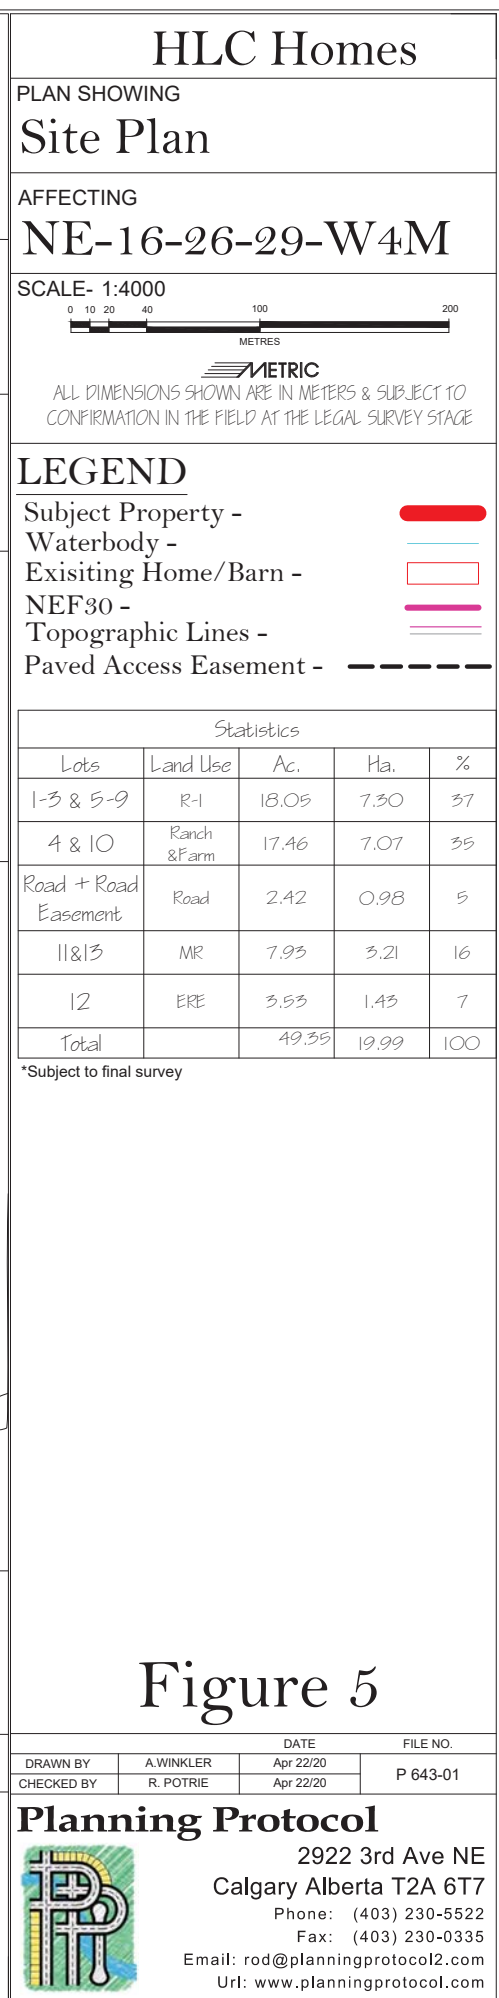 HLC Homes
PLAN SHOWING
Site Plan
AFFECTING
NE-16-26-29-W4M
SCALE- 1:4000
0 10 20 40 100 200
METRES
METRIC
ALL DIMENSIONS SHOWN ARE IN METERS & SUBJECT TO
CONFIRMATION IN THE FIELD AT THE LEGAL SURVEY STAGE
LEGEND
Subject Property -
Waterbody -
Exisiting Home/Barn -
NEF30 -
Topographic Lines -
Paved Access Easement -
Statistics
Lots Land Use Ac. Ha. %
1-3 & 5-9 R-1 18.05 7.30 37
4 & 10 Ranch &Farm 17.46 7.07 35
Road + Road Easement Road 2.42 0.98 5
11&13 MR 7.93 3.21 16
12 ERE 3.53 1.43 7
Total 49.35 19.99 100
*Subject to final survey
Figure 5
DATE FILE NO.
DRAWN BY A.WINKLER Apr 22/20 P 643-01
CHECKED BY R. POTRIE Apr 22/20
Planning Protocol
2922 3rd Ave NE
Calgary Alberta T2A 6T7
Phone: (403) 230-5522
Fax: (403) 230-0335
Email: rod@planningprotocol2.com
Url: www.planningprotocol.com